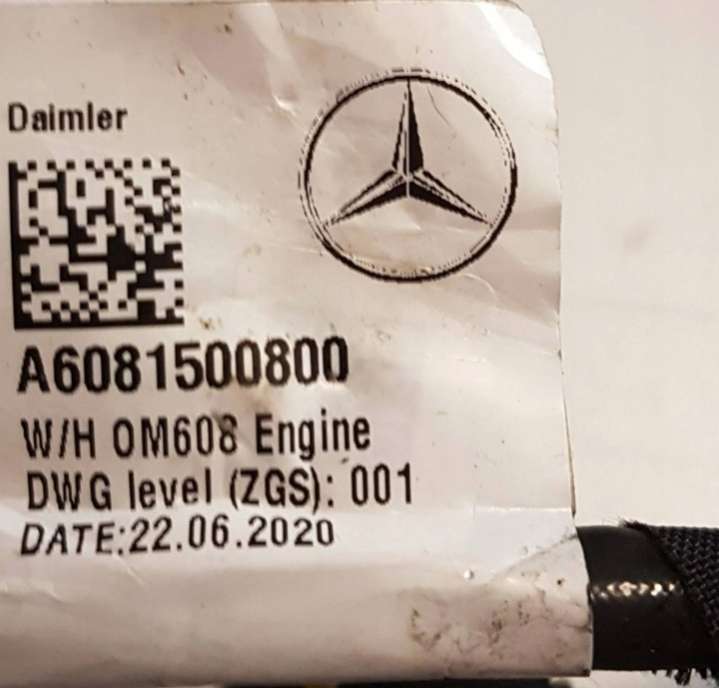 Daimler
A6081500800
W/H OM608 Engine
DWG level (ZGS): 001
DATE:22.06.2020